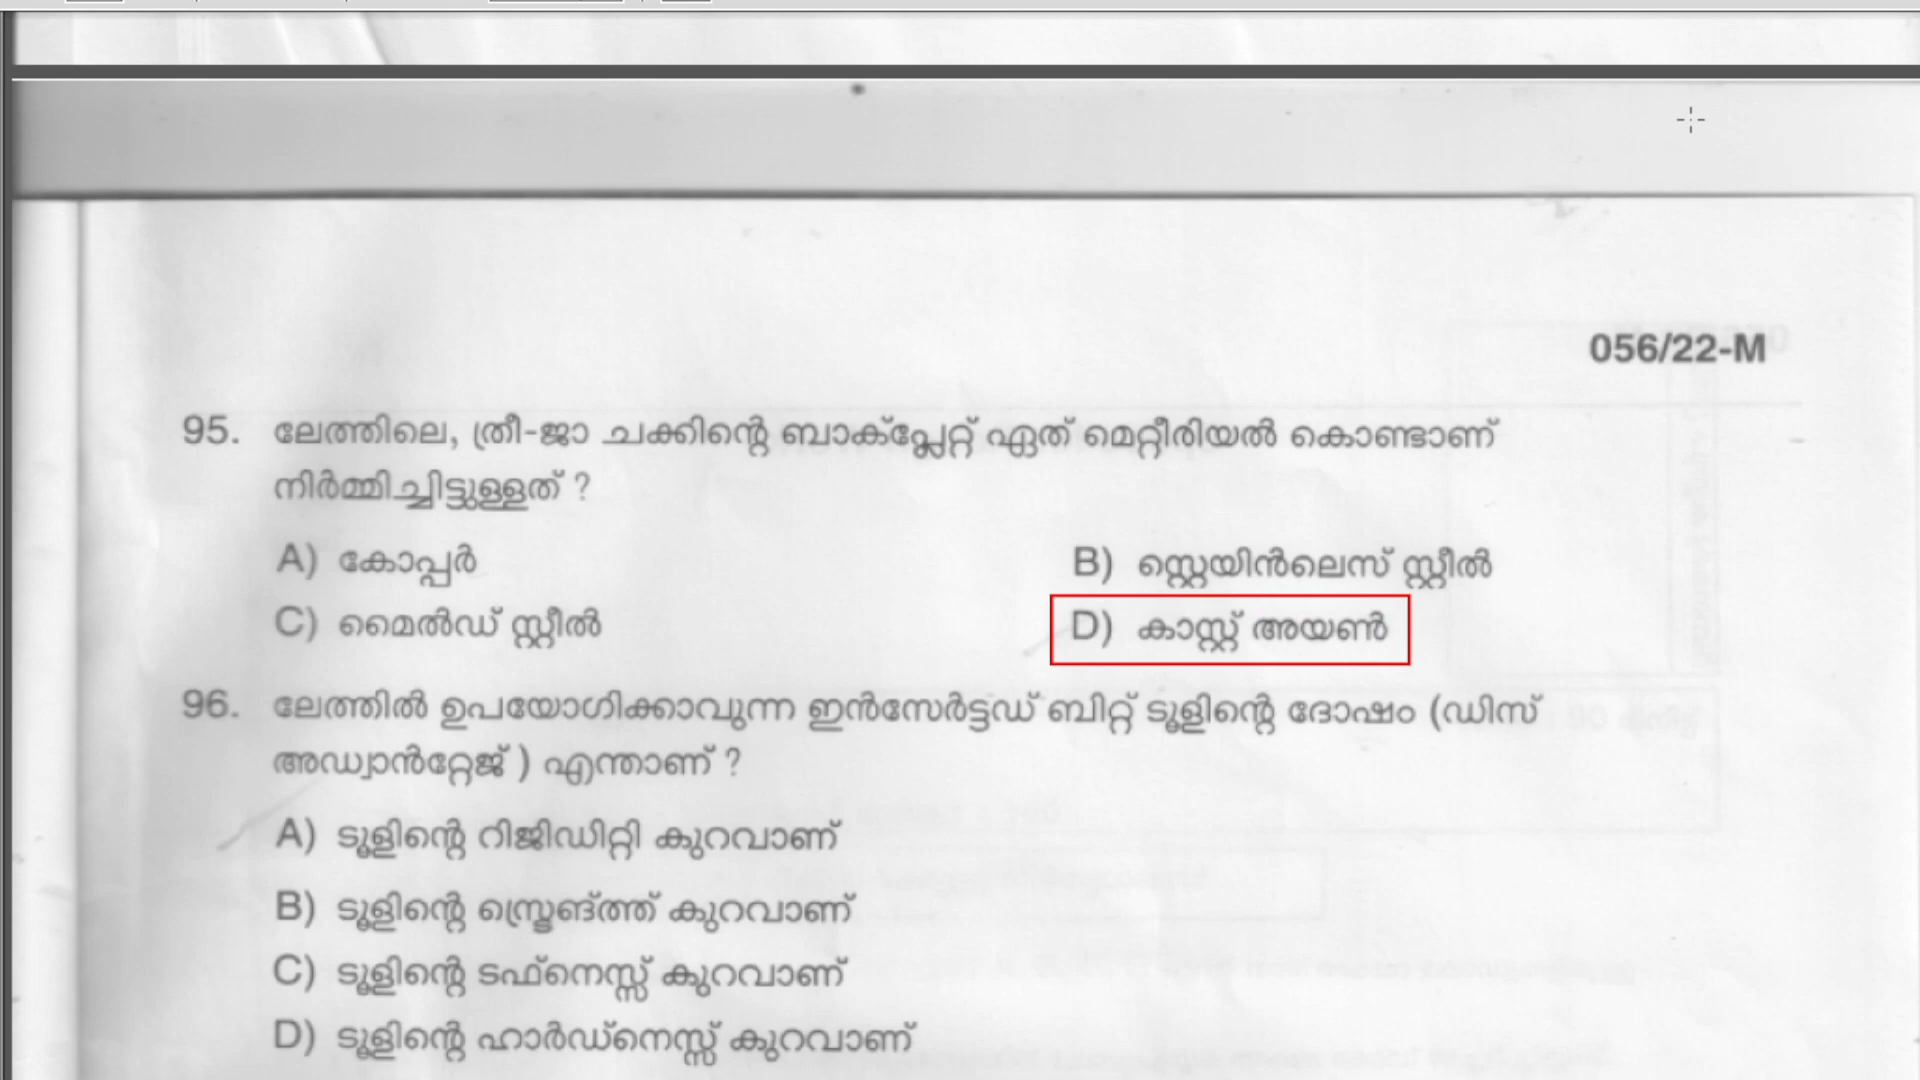 056/22-M
95. ലേത്തിലെ, ത്രീ-ജാ ചക്കിന്റെ ബാക്പ്ലേറ്റ് ഏത് മെറ്റീരിയൽ കൊണ്ടാണ്
നിർമ്മിച്ചിട്ടുള്ളത് ?
A) കോപ്പർ
B) സ്റ്റെയിൻലെസ് സ്റ്റീൽ
C) മൈൽഡ് സ്റ്റീൽ
D) കാസ്റ്റ് അയൺ
96. ലേത്തിൽ ഉപയോഗിക്കാവുന്ന ഇൻസേർട്ടഡ് ബിറ്റ് ടൂളിന്റെ ദോഷം (ഡിസ്
അഡ്വാൻറ്റേജ് ) എന്താണ് ?
A) ടൂളിന്റെ റിജിഡിറ്റി കുറവാണ്
B) ടൂളിന്റെ സ്ട്രെങ്ത്ത് കുറവാണ്
C) ടൂളിന്റെ ടഫ്നെസ്സ് കുറവാണ്
D) ടൂളിന്റെ ഹാർഡ്നെസ്സ് കുറവാണ്